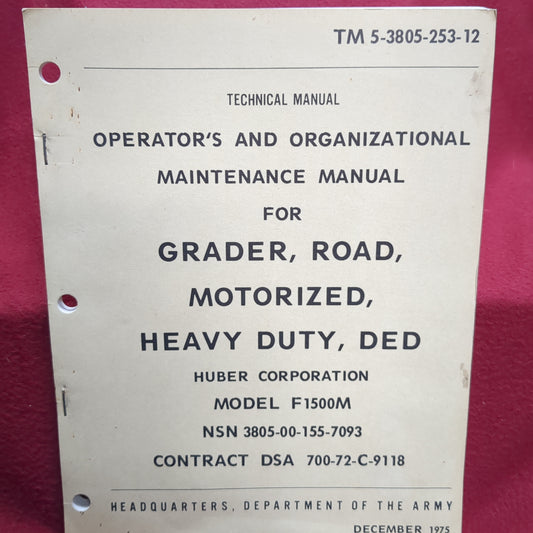 TM 5-3805-253-12
TECHNICAL MANUAL
OPERATOR'S AND ORGANIZATIONAL
MAINTENANCE MANUAL
FOR
GRADER, ROAD,
MOTORIZED,
HEAVY DUTY, DED
HUBER CORPORATION
MODEL F1500M
NSN 3805-00-155-7093
CONTRACT DSA 700-72-C-9118
HEADQUARTERS, DEPARTMENT OF THE ARMY
DECEMBER 1975